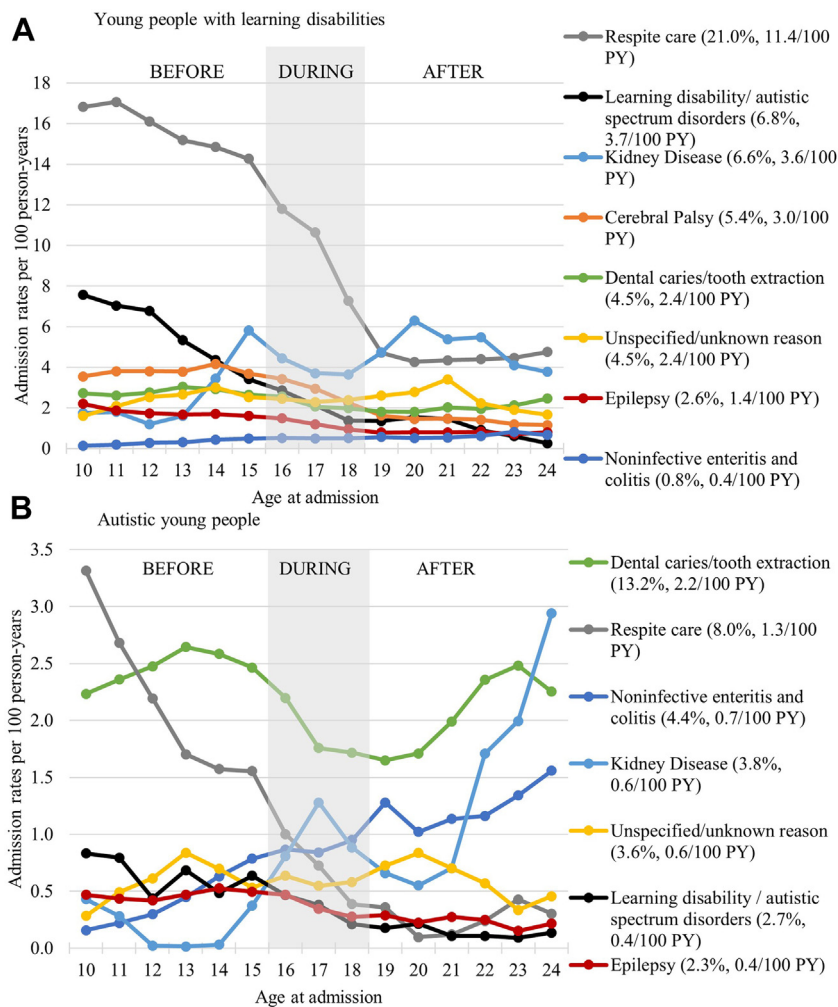 A
Young people with learning disabilities
BEFORE
DURING
AFTER
Admission rates per 100 person-years
18
16
14
12
10
8
6
4
2
0
10 11 12 13 14 15 16 17 18 19 20 21 22 23 24
Age at admission
Respite care (21.0%, 11.4/100
PY)
Learning disability/ autistic
spectrum disorders (6.8%,
3.7/100 PY)
Kidney Disease (6.6%, 3.6/100
PY)
Cerebral Palsy (5.4%, 3.0/100
PY)
Dental caries/tooth extraction
(4.5%, 2.4/100 PY)
Unspecified/unknown reason
(4.5%, 2.4/100 PY)
Epilepsy (2.6%, 1.4/100 PY)
Noninfective enteritis and
colitis (0.8%, 0.4/100 PY)
B
Autistic young people
BEFORE
DURING
AFTER
Admission rates per 100 person-years
3.5
3.0
2.5
2.0
1.5
1.0
0.5
0.0
10 11 12 13 14 15 16 17 18 19 20 21 22 23 24
Age at admission
Dental caries/tooth extraction
(13.2%, 2.2/100 PY)
Respite care (8.0%, 1.3/100
PY)
Noninfective enteritis and
colitis (4.4%, 0.7/100 PY)
Kidney Disease (3.8%,
0.6/100 PY)
Unspecified/unknown reason
(3.6%, 0.6/100 PY)
Learning disability / autistic
spectrum disorders (2.7%,
0.4/100 PY)
Epilepsy (2.3%, 0.4/100 PY)